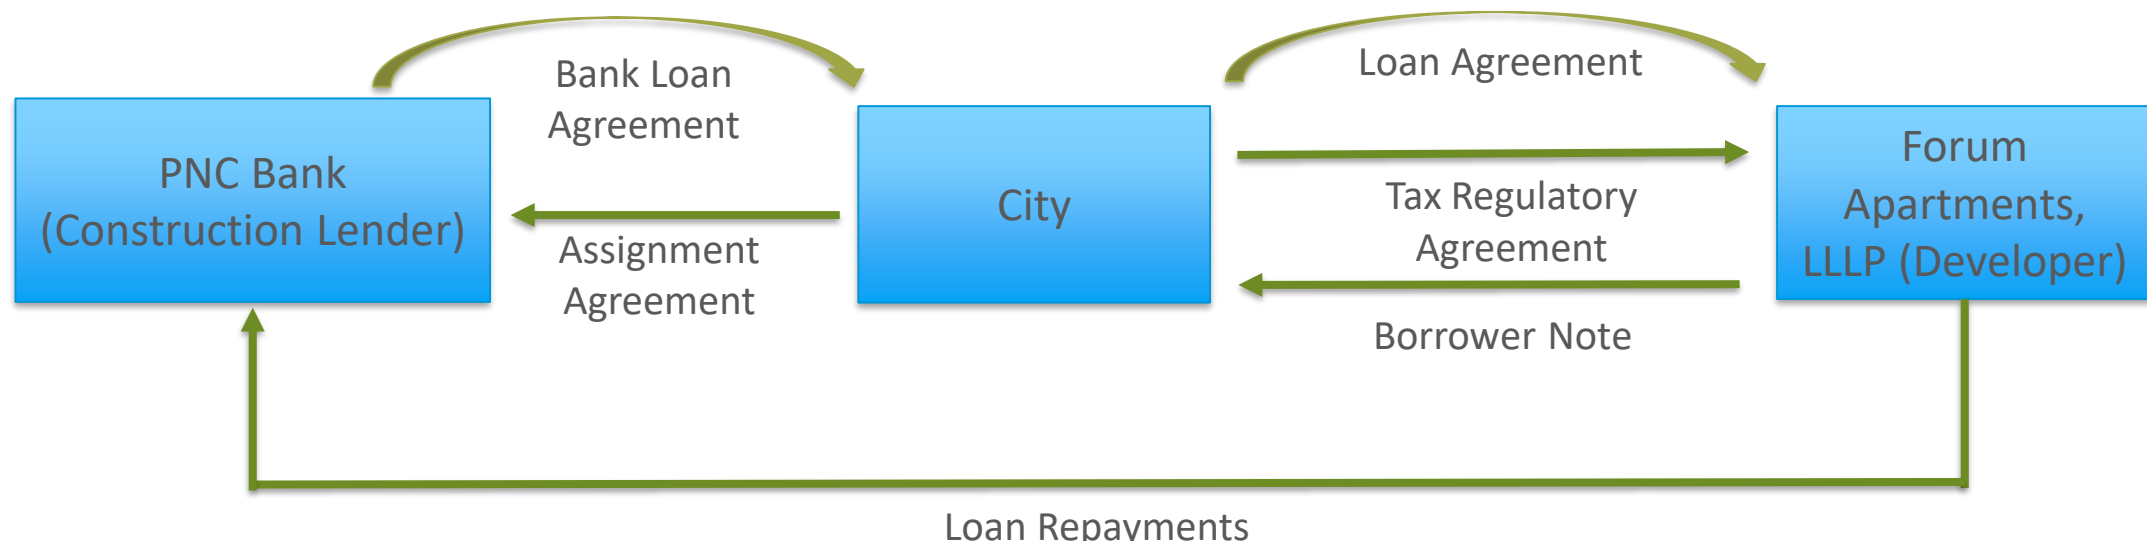 Bank Loan
Agreement
Loan Agreement
PNC Bank
(Construction Lender)
City
Forum
Apartments,
LLLP (Developer)
Assignment
Agreement
Tax Regulatory
Agreement
Borrower Note
Loan Repayments